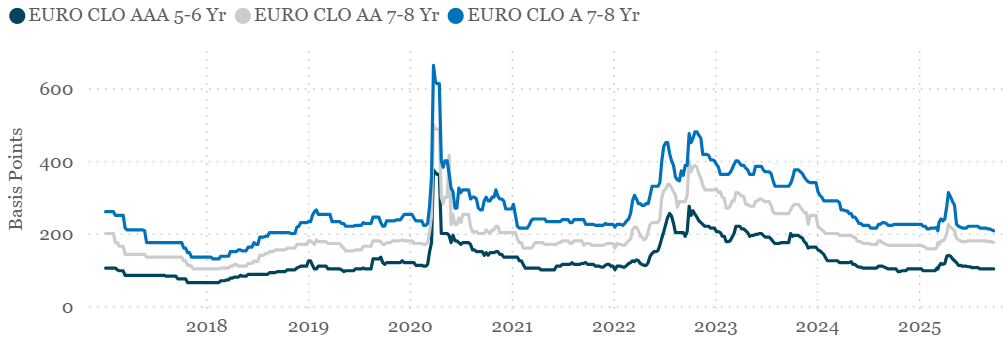 EURO CLO AAA 5-6 Yr EURO CLO AA 7-8 Yr EURO CLO A 7-8 Yr
600
400
200
0
Basis Points
2018 2019 2020 2021 2022 2023 2024 2025